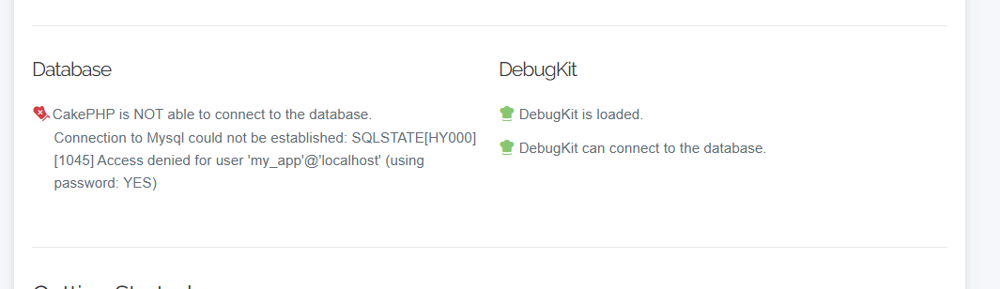 Database
CakePHP is NOT able to connect to the database.
Connection to Mysql could not be established: SQLSTATE[HY000]
[1045] Access denied for user 'my_app'@'localhost' (using
password: YES)
DebugKit
DebugKit is loaded.
DebugKit can connect to the database.
Getting Started